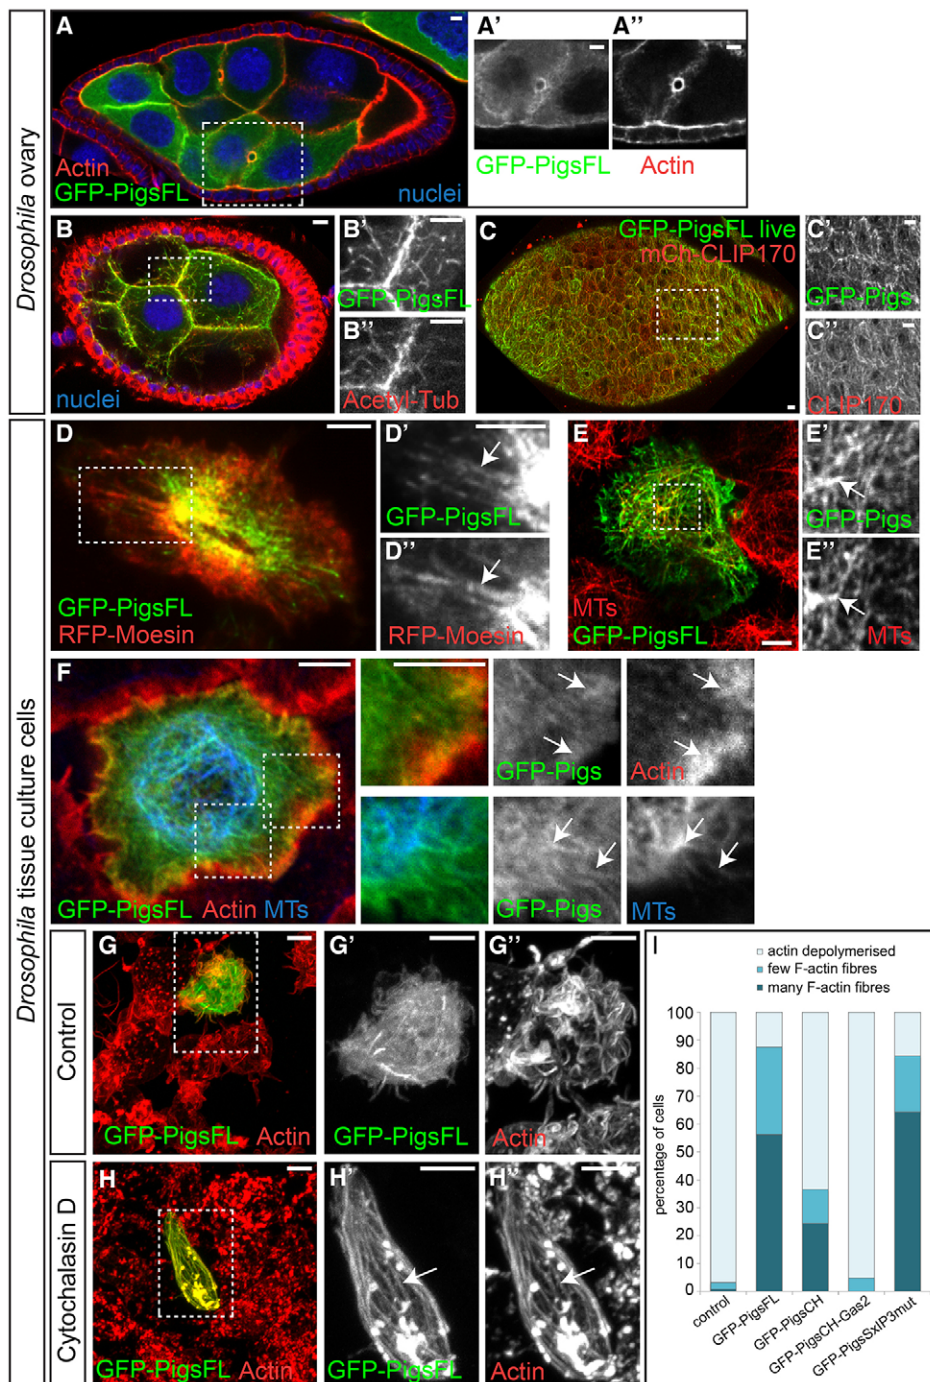 Drosophila ovary
A
Actin
GFP-PigsFL
nuclei
A'
GFP-PigsFL
A''
Actin
B
nuclei
B'
GFP-PigsFL
B''
Acetyl-Tub
C
GFP-PigsFL live
mCh-CLIP170
C'
GFP-Pigs
C''
CLIP170
Drosophila tissue culture cells
D
GFP-PigsFL
RFP-Moesin
D'
GFP-PigsFL
D''
RFP-Moesin
E
MTs
GFP-PigsFL
E'
GFP-Pigs
E''
MTs
F
GFP-PigsFL Actin MTs
GFP-Pigs
Actin
GFP-Pigs
MTs
Control
G
GFP-PigsFL Actin
G'
GFP-PigsFL
G''
Actin
Cytochalasin D
H
GFP-PigsFL Actin
H'
GFP-PigsFL
H''
Actin
I
actin depolymerised
few F-actin fibres
many F-actin fibres
percentage of cells
100
90
80
70
60
50
40
30
20
10
0
control
GFP-PigsFL
GFP-PigsCH
GFP-PigsCH-Gas2
GFP-PigsSxIP3mut